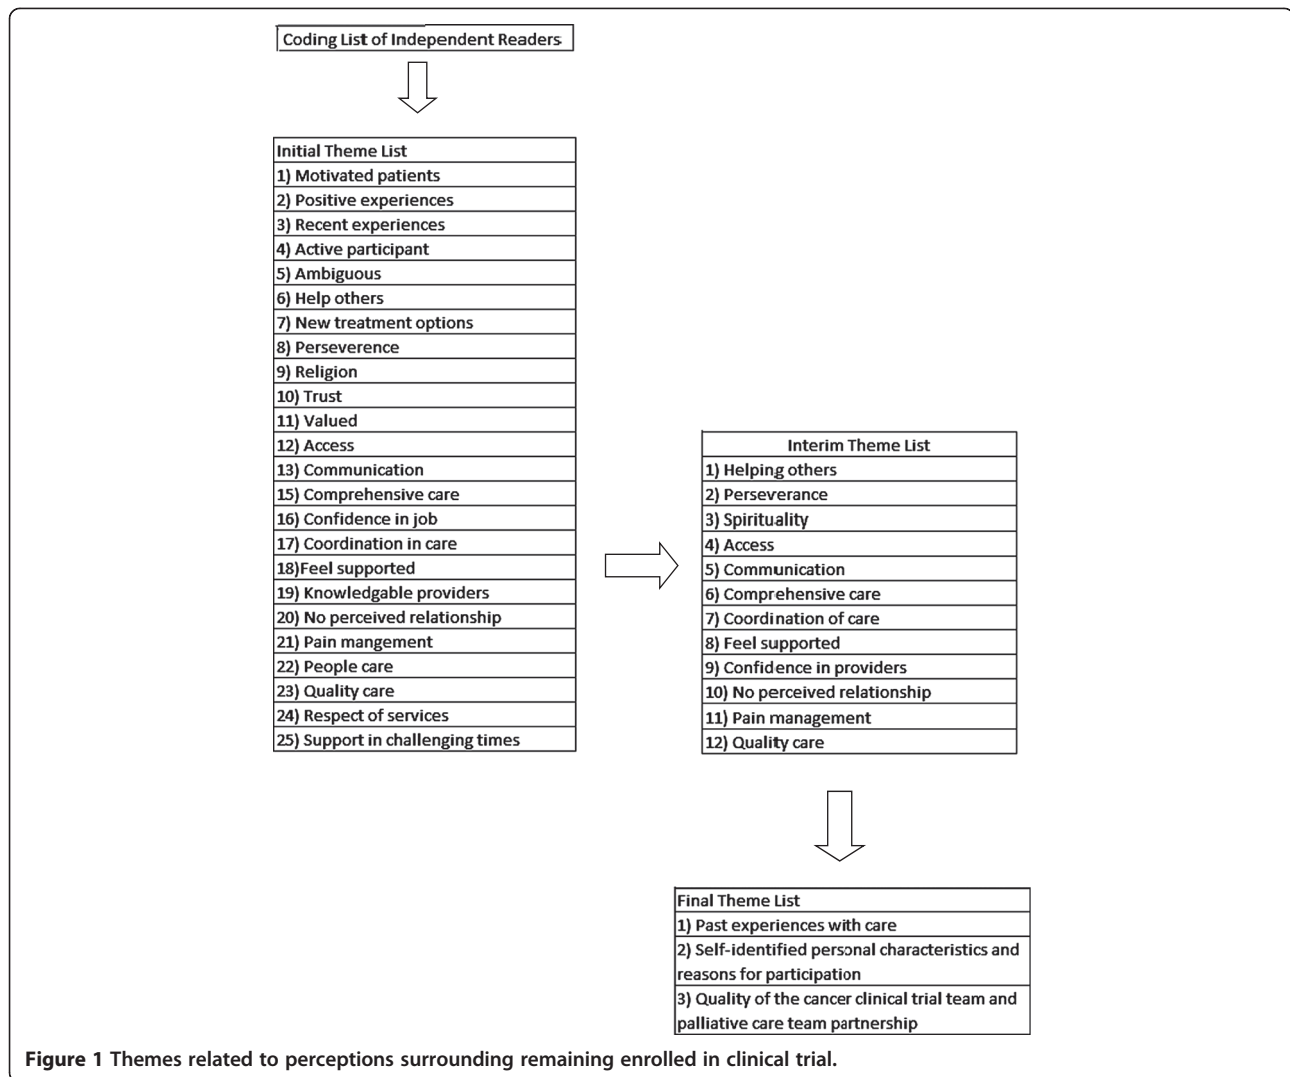 Coding List of Independent Readers
Initial Theme List
1) Motivated patients
2) Positive experiences
3) Recent experiences
4) Active participant
5) Ambiguous
6) Help others
7) New treatment options
8) Perseverence
9) Religion
10) Trust
11) Valued
12) Access
13) Communication
15) Comprehensive care
16) Confidence in job
17) Coordination in care
18)Feel supported
19) Knowledgable providers
20) No perceived relationship
21) Pain mangement
22) People care
23) Quality care
24) Respect of services
25) Support in challenging times
Interim Theme List
1) Helping others
2) Perseverance
3) Spirituality
4) Access
5) Communication
6) Comprehensive care
7) Coordination of care
8) Feel supported
9) Confidence in providers
10) No perceived relationship
11) Pain management
12) Quality care
Final Theme List
1) Past experiences with care
2) Self-identified personal characteristics and
reasons for participation
3) Quality of the cancer clinical trial team and
palliative care team partnership
Figure 1 Themes related to perceptions surrounding remaining enrolled in clinical trial.